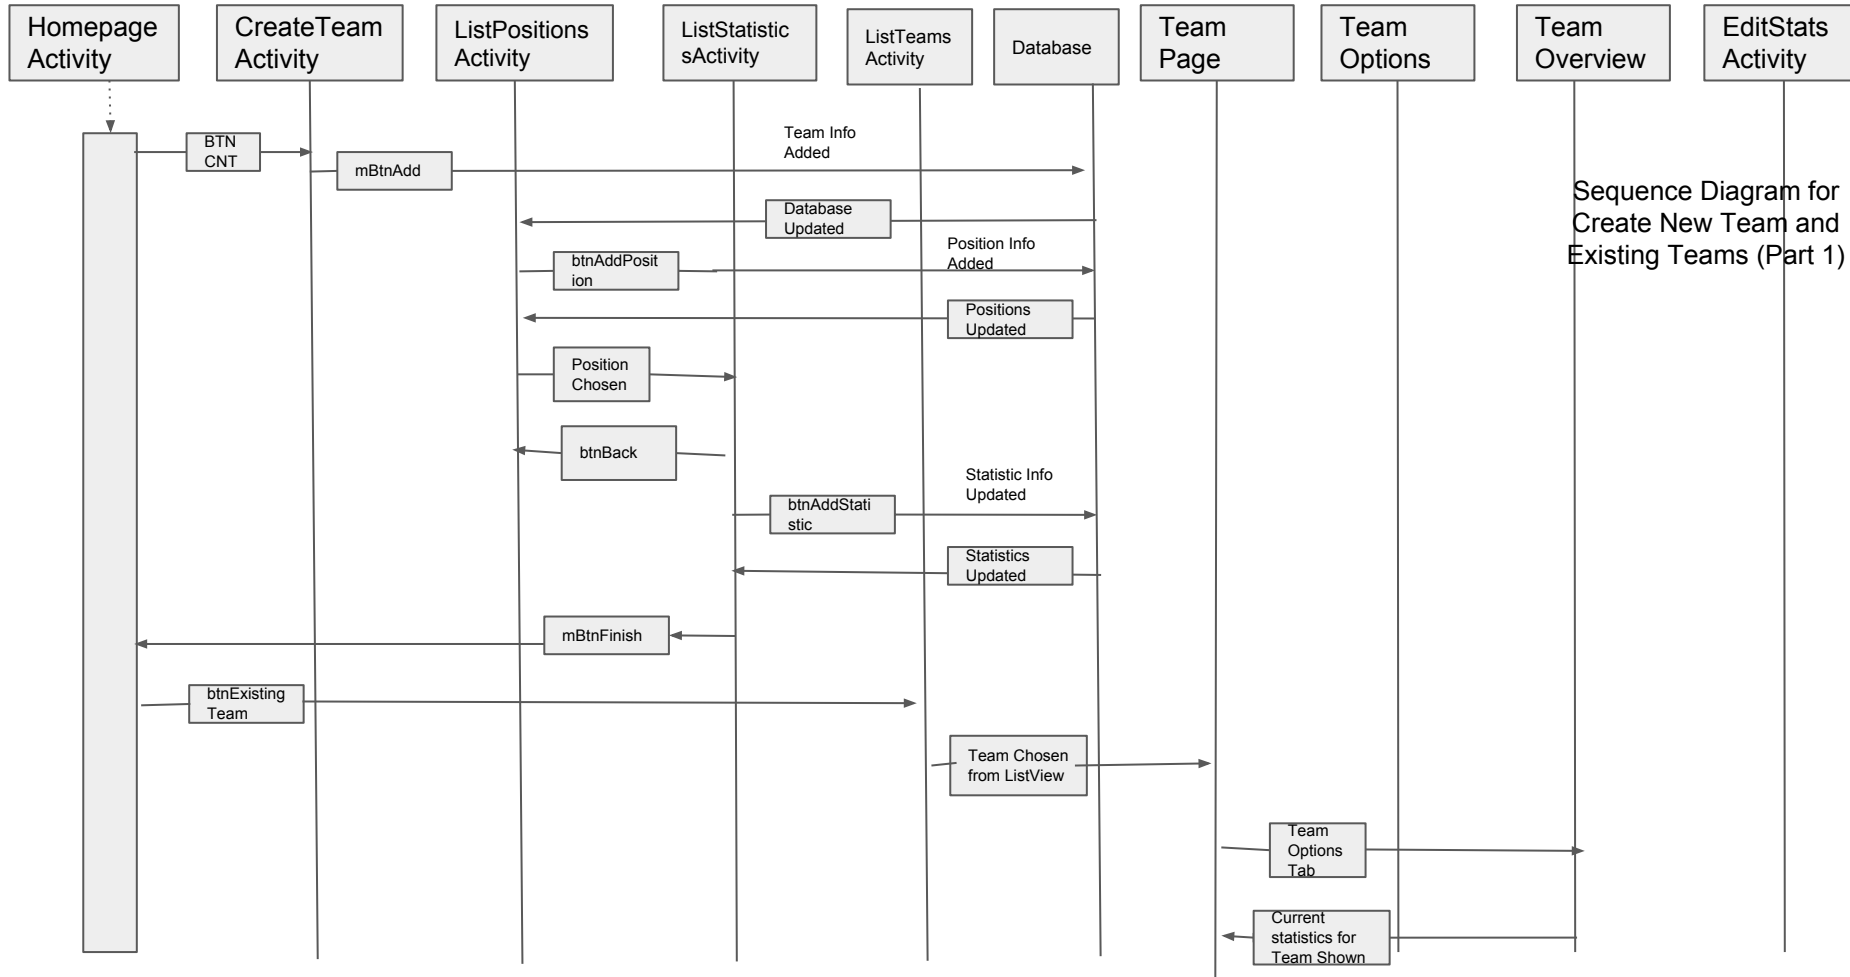 Homepage
Activity
CreateTeam
Activity
ListPositions
Activity
ListStatistic
sActivity
ListTeams
Activity
Database
Team
Page
Team
Options
Team
Overview
EditStats
Activity
BTN
CNT
Team Info
Added
mBtnAdd
Sequence Diagram for
Create New Team and
Existing Teams (Part 1)
Database
Updated
Position Info
Added
btnAddPosit
ion
Positions
Updated
Position
Chosen
btnBack
Statistic Info
Updated
btnAddStati
stic
Statistics
Updated
mBtnFinish
btnExisting
Team
Team Chosen
from ListView
Team
Options
Tab
Current
statistics for
Team Shown